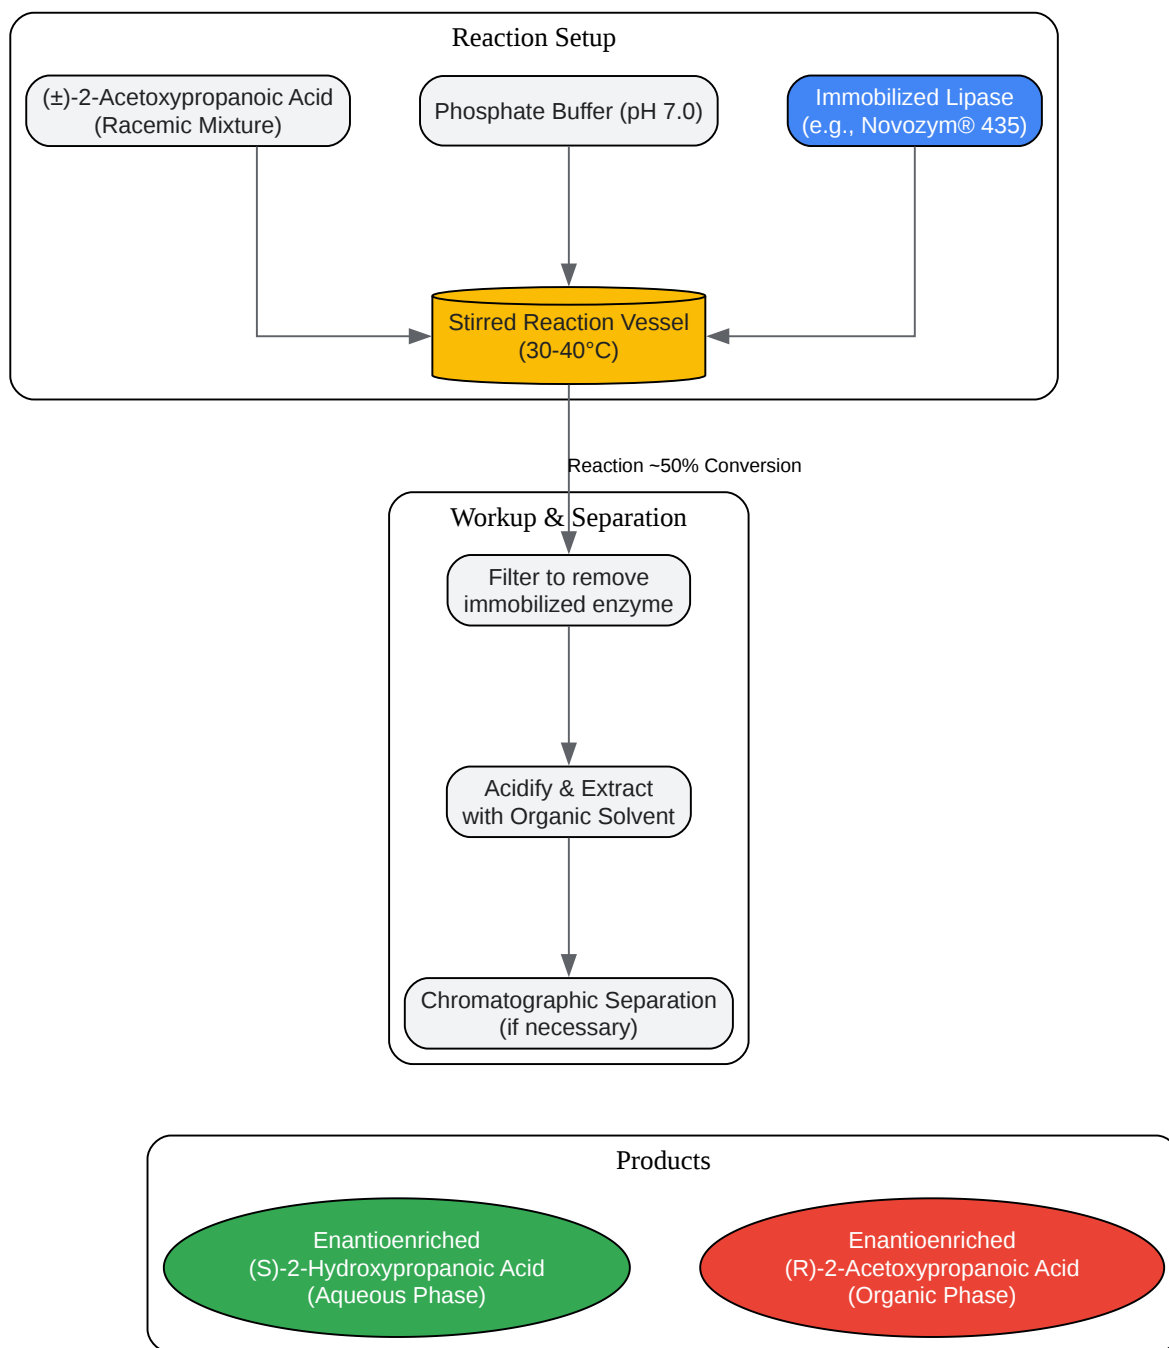 Reaction Setup
(±)-2-Acetoxypropanoic Acid
(Racemic Mixture)
Phosphate Buffer (pH 7.0)
Immobilized Lipase
(e.g., Novozym® 435)
Stirred Reaction Vessel
(30-40°C)
Reaction ~50% Conversion
Workup & Separation
Filter to remove
immobilized enzyme
Acidify & Extract
with Organic Solvent
Chromatographic Separation
(if necessary)
Products
Enantioenriched
(S)-2-Hydroxypropanoic Acid
(Aqueous Phase)
Enantioenriched
(R)-2-Acetoxypropanoic Acid
(Organic Phase)